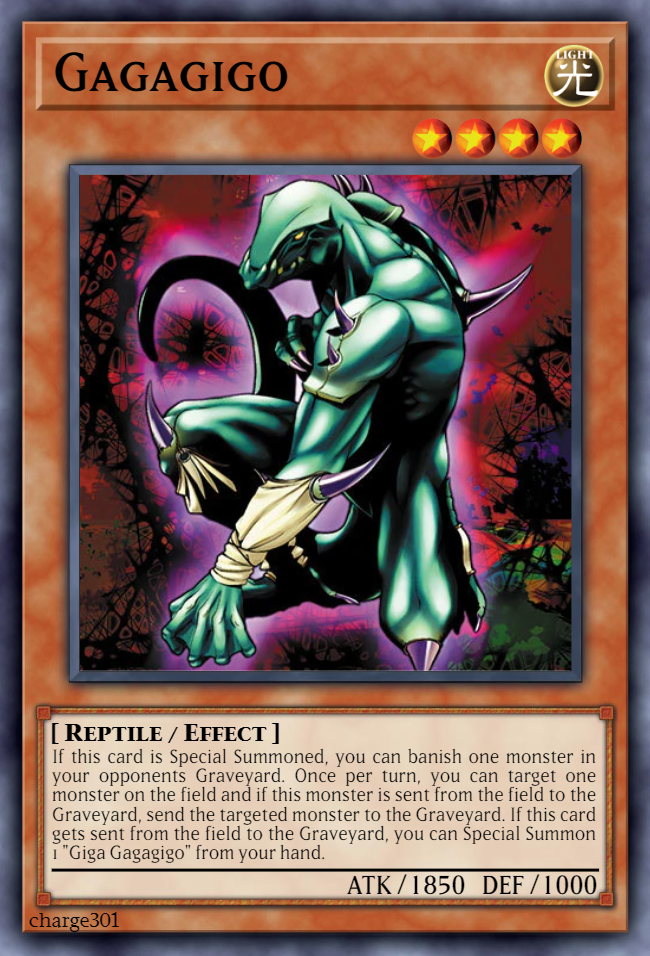 Gagagigo
LIGHT
光
[ Reptile / Effect ]
If this card is Special Summoned, you can banish one monster in
your opponents Graveyard. Once per turn, you can target one
monster on the field and if this monster is sent from the field to the
Graveyard, send the targeted monster to the Graveyard. If this card
gets sent from the field to the Graveyard, you can Special Summon
1 "Giga Gagagigo" from your hand.
ATK / 1850 DEF / 1000
charge301